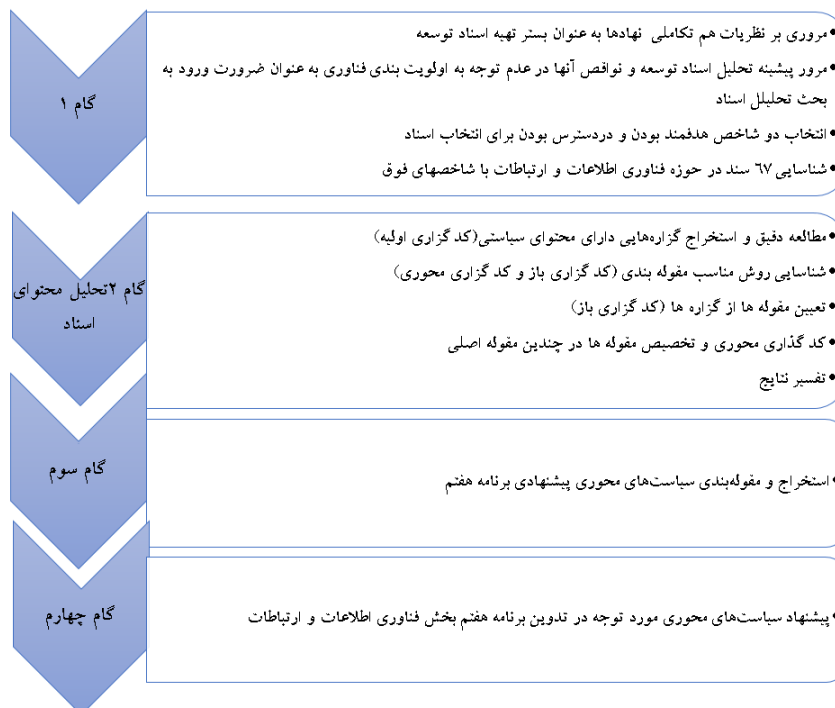 گام ۱
•مروری بر نظریات هم تکاملی نهادها به عنوان بستر تهیه اسناد توسعه
•مرور پیشینه تحلیل اسناد توسعه و نواقص آنها در عدم توجه به اولویت بندی فناوری به عنوان ضرورت ورود به
بحث تحلیلل اسناد
•انتخاب دو شاخص هدفمند بودن و دردسترس بودن برای انتخاب اسناد
•شناسایی ۶۷ سند در حوزه فناوری اطلاعات و ارتباطات با شاخصهای فوق
گام ۲تحلیل محتوای
اسناد
•مطالعه دقیق و استخراج گزاره‌هایی دارای محتوای سیاستی(کد گزاری اولیه)
•شناسایی روش مناسب مقوله بندی (کد گزاری باز و کد گزاری محوری)
•تعیین مقوله ها از گزاره ها (کد گزاری باز)
•کد گذاری محوری و تخصیص مقوله ها در چندین مقوله اصلی
•تفسیر نتایج
گام سوم
•استخراج و مقوله‌بندی سیاست‌های محوری پیشنهادی برنامه هفتم
گام چهارم
•پیشنهاد سیاست‌های محوری مورد توجه در تدوین برنامه هفتم بخش فناوری اطلاعات و ارتباطات